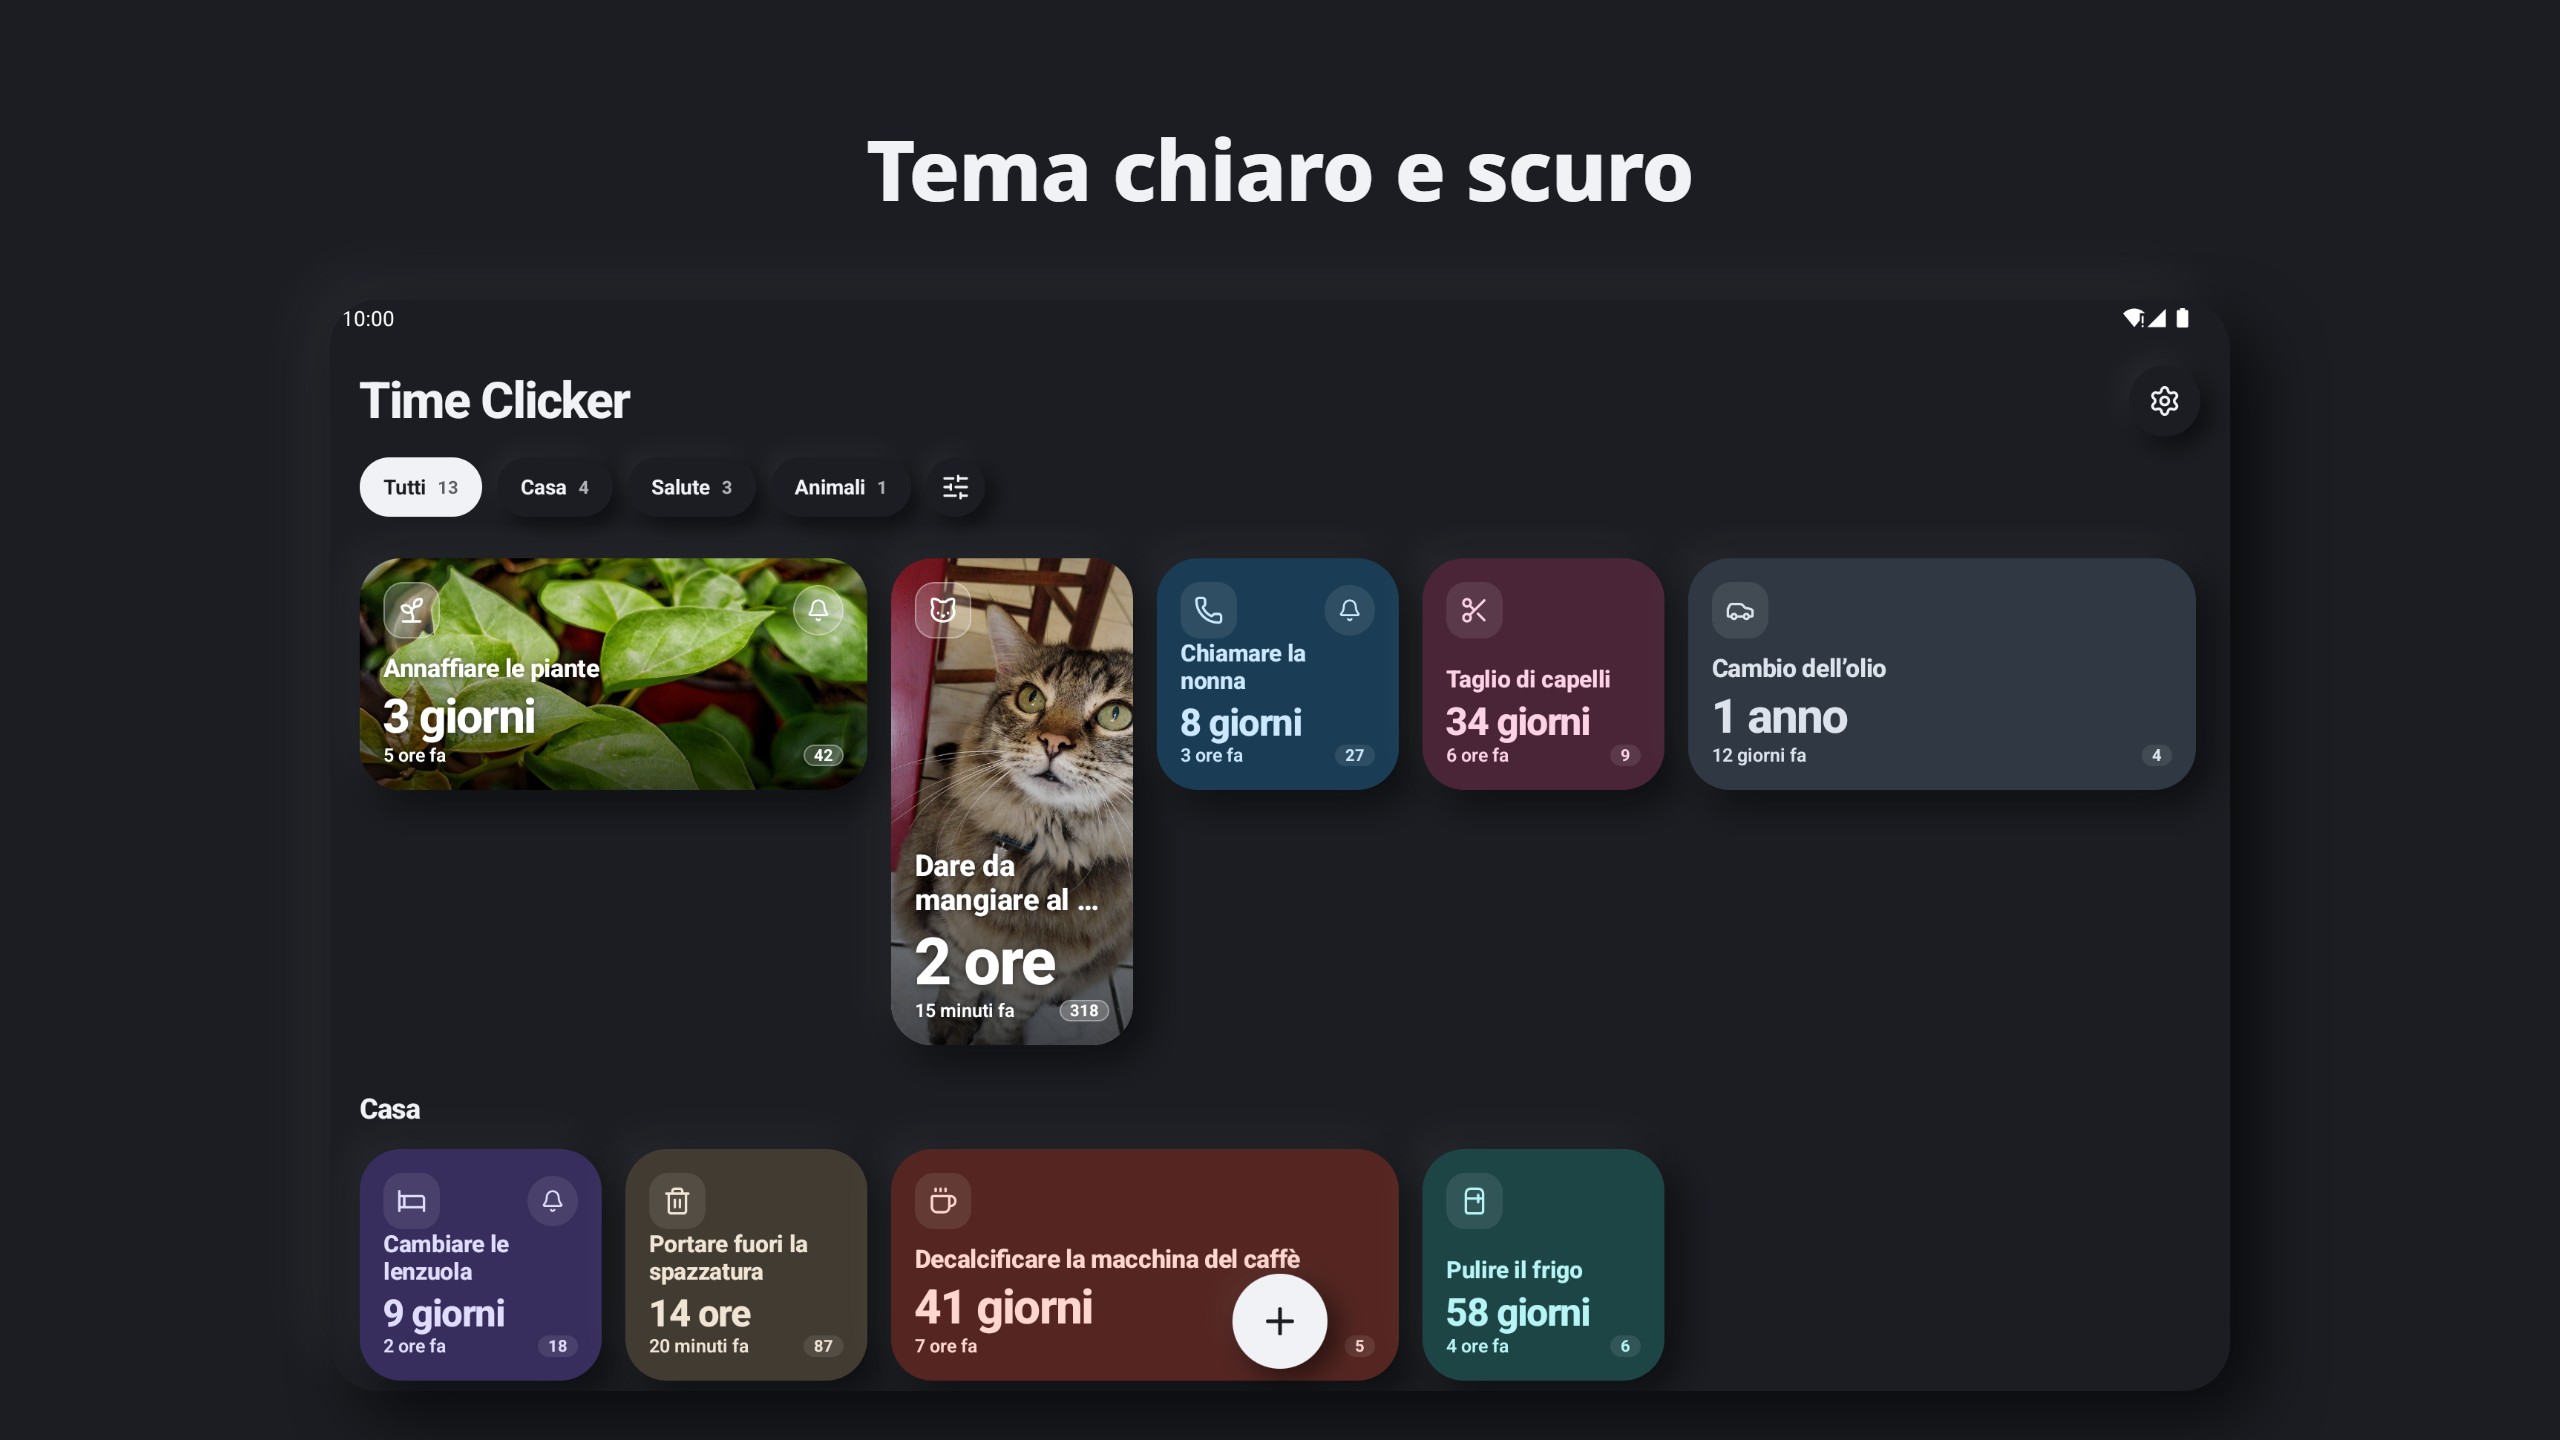 Tema chiaro e scuro
10:00
Time Clicker
Tutti 13
Casa 4
Salute 3
Animali 1
Annaffiare le piante
3 giorni
5 ore fa
42
Dare da
mangiare al ...
2 ore
15 minuti fa
318
Chiamare la
nonna
8 giorni
3 ore fa
27
Taglio di capelli
34 giorni
6 ore fa
9
Cambio dell’olio
1 anno
12 giorni fa
4
Casa
Cambiare le
lenzuola
9 giorni
2 ore fa
18
Portare fuori la
spazzatura
14 ore
20 minuti fa
87
Decalcificare la macchina del caffè
41 giorni
7 ore fa
5
Pulire il frigo
58 giorni
4 ore fa
6